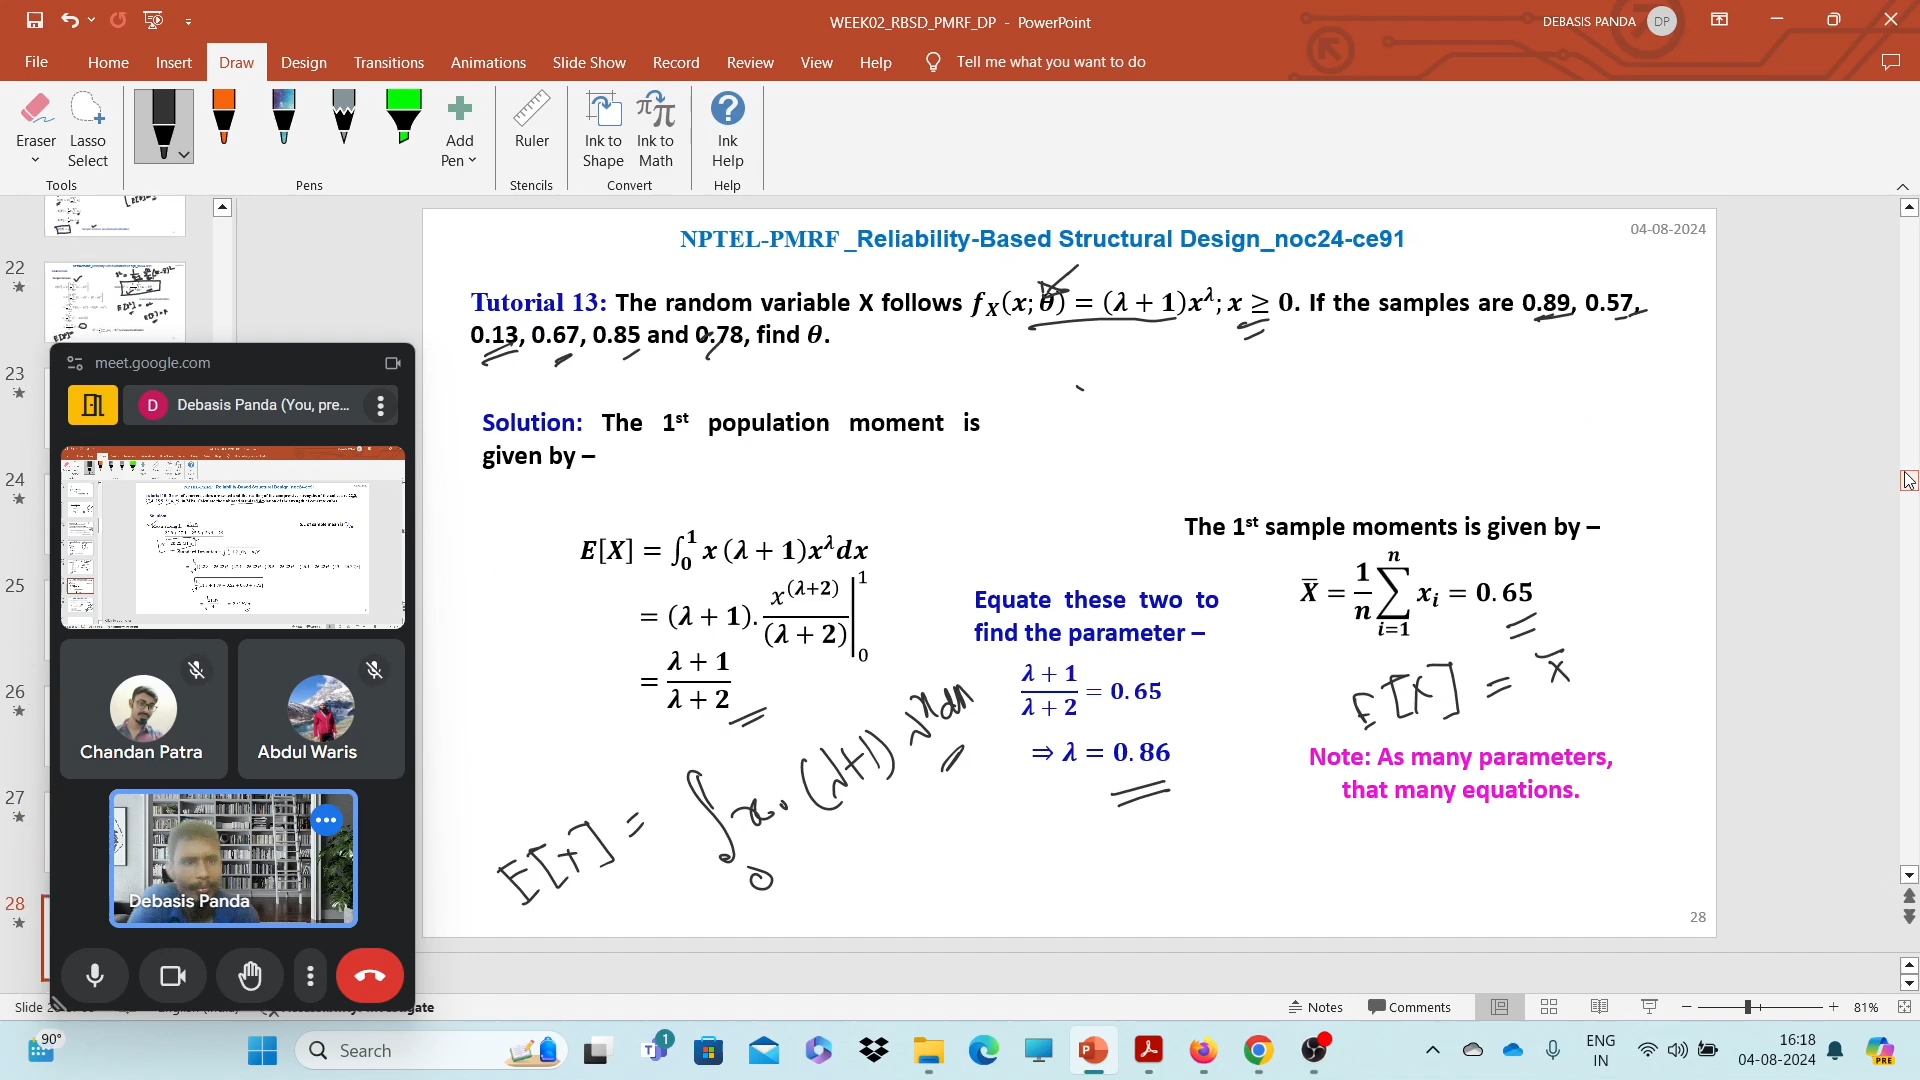 WEEK02_RBSD_PMRF_DP - PowerPoint
DEBASIS PANDA DP
File Home Insert Draw Design Transitions Animations Slide Show Record Review View Help Tell me what you want to do
Eraser Lasso Select
Add Pen
Ruler
Ink to Shape Ink to Math
Ink Help
Tools Pens Stencils Convert Help
22
23
24
25
26
27
28
NPTEL-PMRF _Reliability-Based Structural Design_noc24-ce91
04-08-2024
Tutorial 13: The random variable X follows f_X(x; θ) = (λ + 1)x^λ; x ≥ 0. If the samples are 0.89, 0.57,
0.13, 0.67, 0.85 and 0.78, find θ.
Solution: The 1st population moment is
given by –
E[X] = ∫₀¹ x (λ + 1)x^λ dx
= (λ + 1). x^(λ+2) / (λ + 2) |₀¹
= λ + 1 / λ + 2
Equate these two to
find the parameter –
λ + 1 / λ + 2 = 0.65
⇒ λ = 0.86
The 1st sample moments is given by –
X̄ = 1/n ∑ᵢ₌₁ⁿ xᵢ = 0.65
E[X] = x̄
Note: As many parameters,
that many equations.
28
meet.google.com
D Debasis Panda (You, pre...
Chandan Patra
Abdul Waris
Debasis Panda
English (India)
Notes Comments 81%
90°
Search
1
ENG
IN
16:18
04-08-2024
PRE